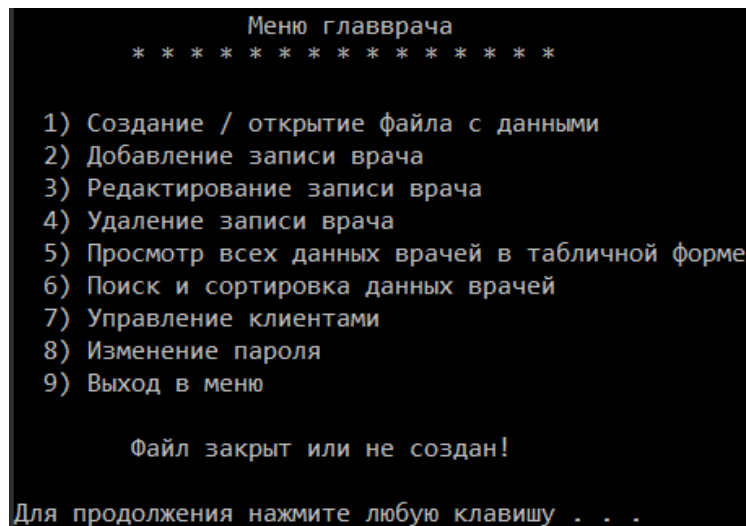 Меню главврача
* * * * * * * * * * * * * * *
1) Создание / открытие файла с данными
2) Добавление записи врача
3) Редактирование записи врача
4) Удаление записи врача
5) Просмотр всех данных врачей в табличной форме
6) Поиск и сортировка данных врачей
7) Управление клиентами
8) Изменение пароля
9) Выход в меню
Файл закрыт или не создан!
Для продолжения нажмите любую клавишу . . .